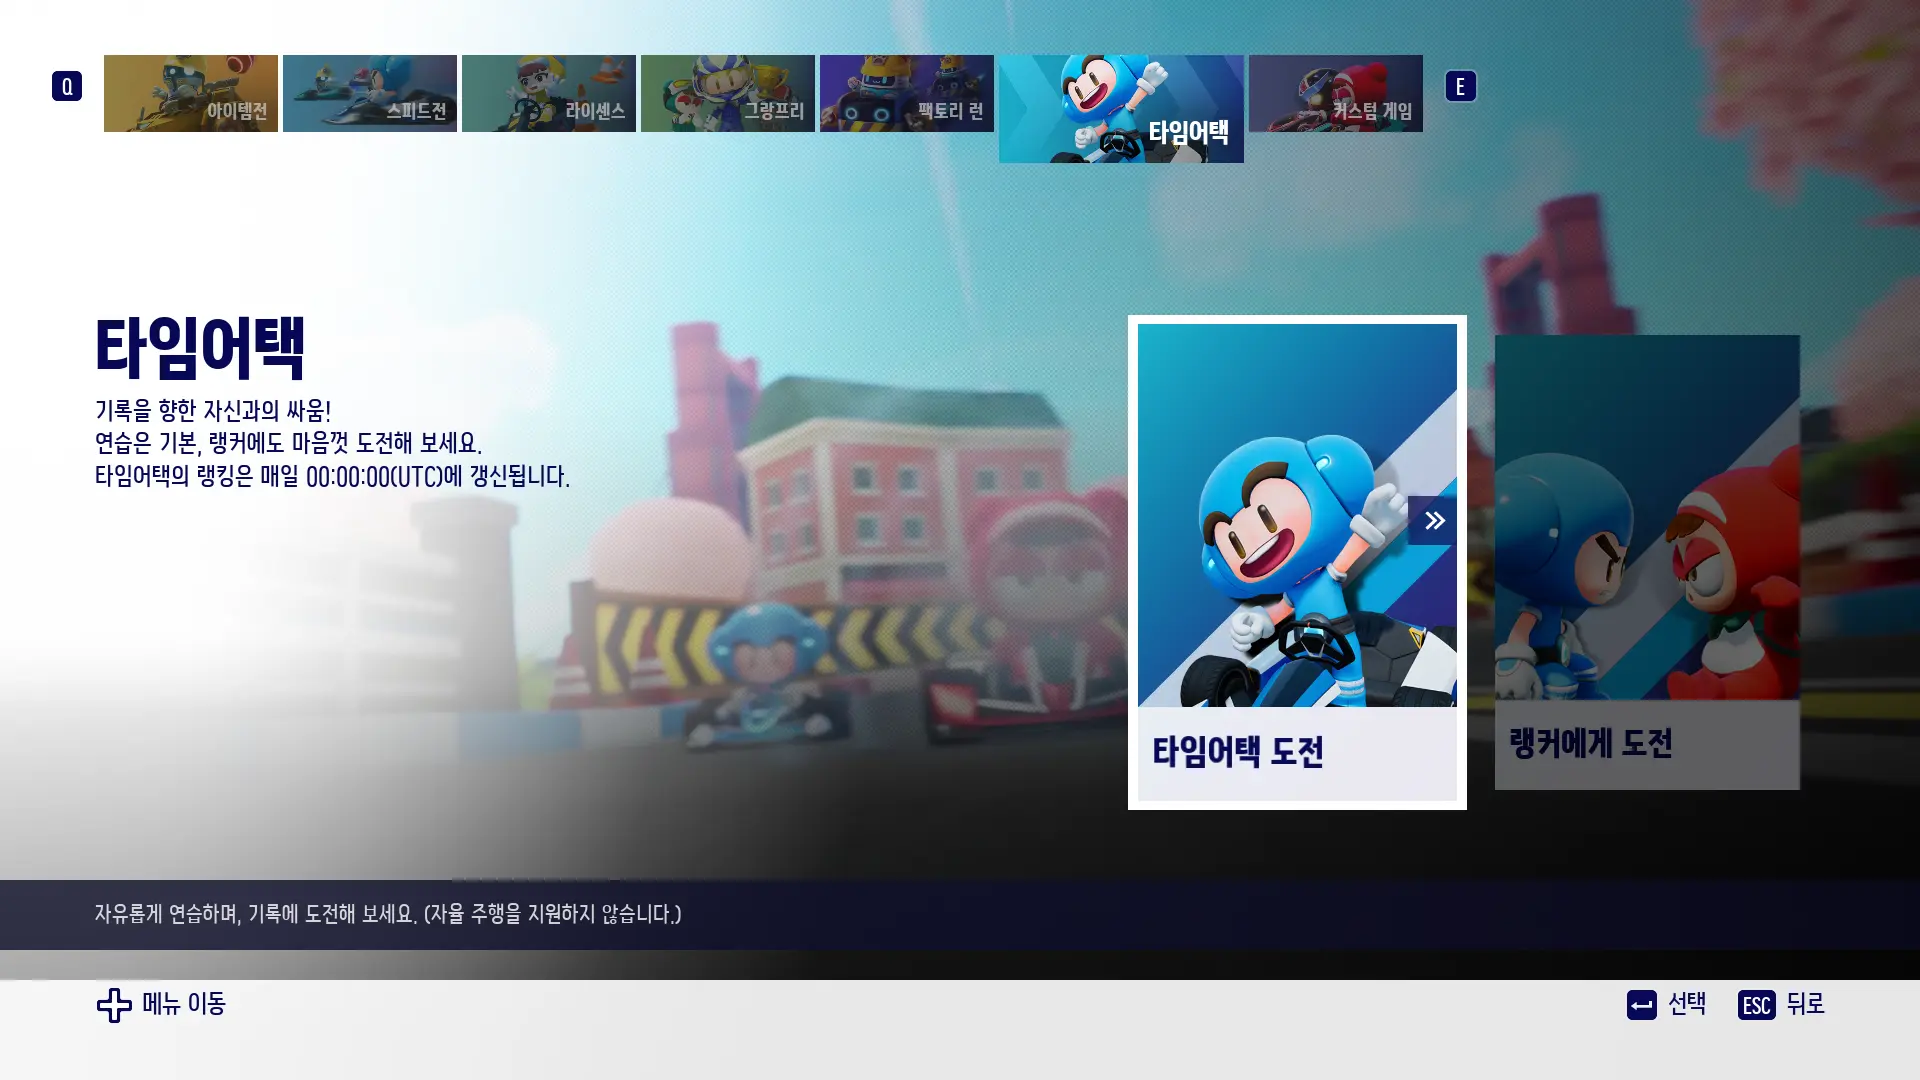 Q
아이템전
스피드전
라이센스
그랑프리
팩토리 런
타임어택
커스텀 게임
E
타임어택
기록을 향한 자신과의 싸움!
연습은 기본, 랭커에도 마음껏 도전해 보세요.
타임어택의 랭킹은 매일 00:00:00(UTC)에 갱신됩니다.
타임어택 도전
랭커에게 도전
자유롭게 연습하며, 기록에 도전해 보세요. (자율 주행을 지원하지 않습니다.)
메뉴 이동
선택
ESC 뒤로